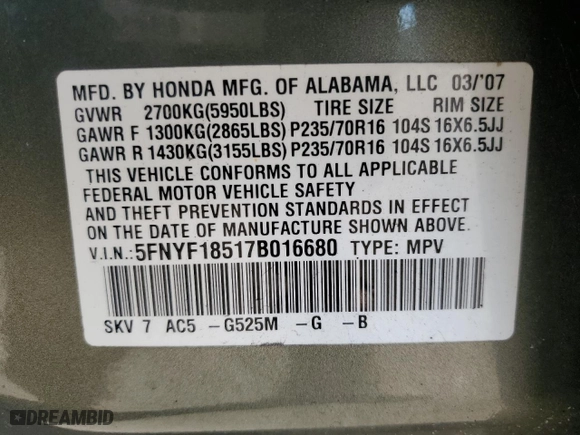 MFD. BY HONDA MFG. OF ALABAMA, LLC 03/'07
GVWR 2700KG(5950LBS) TIRE SIZE RIM SIZE
GAWR F 1300KG(2865LBS) P235/70R16 104S 16X6.5JJ
GAWR R 1430KG(3155LBS) P235/70R16 104S 16X6.5JJ
THIS VEHICLE CONFORMS TO ALL APPLICABLE
FEDERAL MOTOR VEHICLE SAFETY
AND THEFT PREVENTION STANDARDS IN EFFECT
ON THE DATE OF MANUFACTURE SHOWN ABOVE.
V.I.N.:5FNYF18517B016680 TYPE: MPV
SKV 7 AC5 -G525M -G -B
DREAMBID